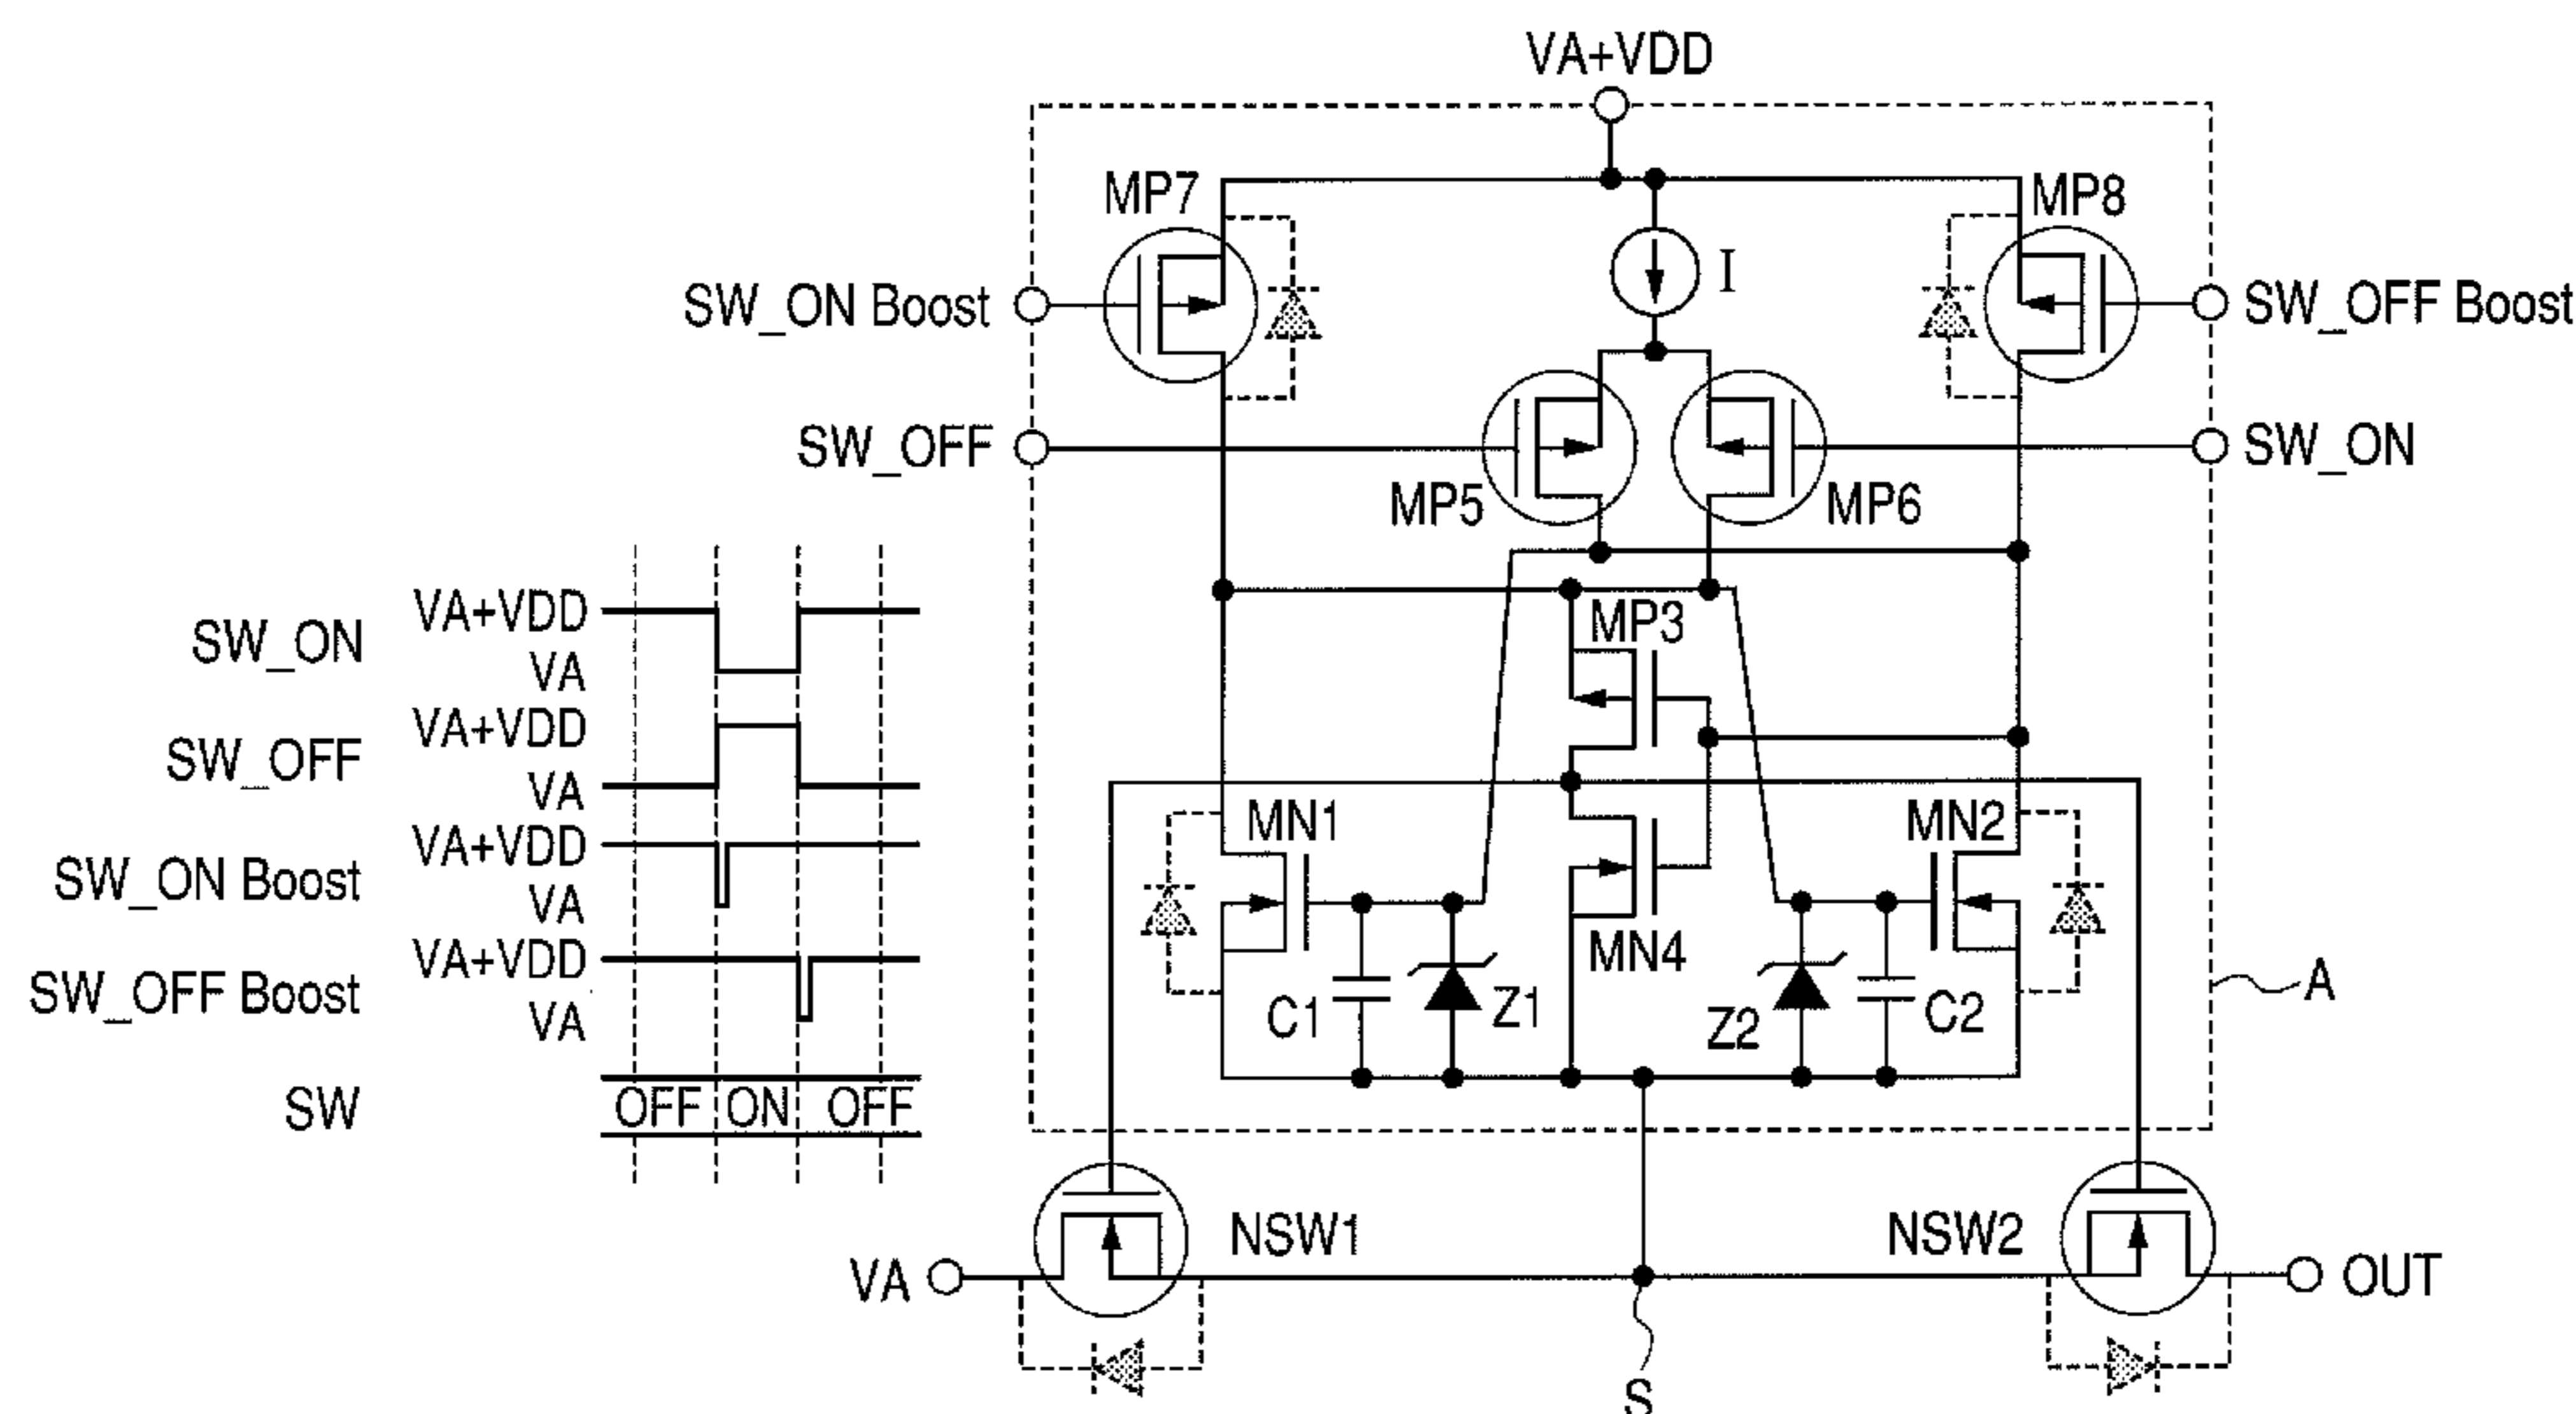 VA+VDD
MP7
MP8
I
SW_ON Boost
SW_OFF Boost
SW_OFF
SW_ON
MP5
MP6
MP3
SW_ON
VA+VDD
VA
SW_OFF
VA+VDD
VA
MN1
MN2
SW_ON Boost
VA+VDD
VA
MN4
SW_OFF Boost
VA+VDD
VA
C1
Z1
Z2
C2
A
SW
OFF ON OFF
NSW1
NSW2
VA
OUT
S